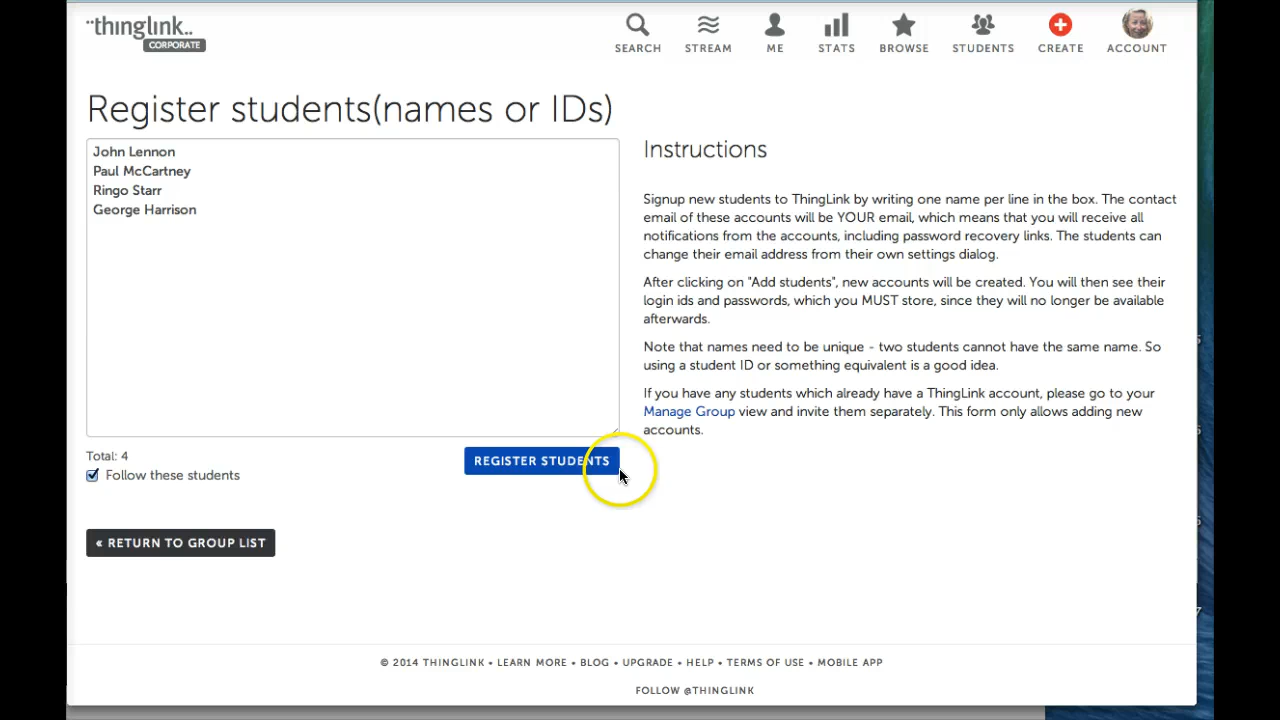 ¨thinglink..
CORPORATE
SEARCH
STREAM
ME
STATS
BROWSE
STUDENTS
CREATE
ACCOUNT
Register students(names or IDs)
John Lennon
Paul McCartney
Ringo Starr
George Harrison
Total: 4
Follow these students
REGISTER STUDENTS
« RETURN TO GROUP LIST
Instructions
Signup new students to ThingLink by writing one name per line in the box. The contact
email of these accounts will be YOUR email, which means that you will receive all
notifications from the accounts, including password recovery links. The students can
change their email address from their own settings dialog.
After clicking on "Add students", new accounts will be created. You will then see their
login ids and passwords, which you MUST store, since they will no longer be available
afterwards.
Note that names need to be unique - two students cannot have the same name. So
using a student ID or something equivalent is a good idea.
If you have any students which already have a ThingLink account, please go to your
Manage Group view and invite them separately. This form only allows adding new
accounts.
© 2014 THINGLINK • LEARN MORE • BLOG • UPGRADE • HELP • TERMS OF USE • MOBILE APP
FOLLOW @THINGLINK